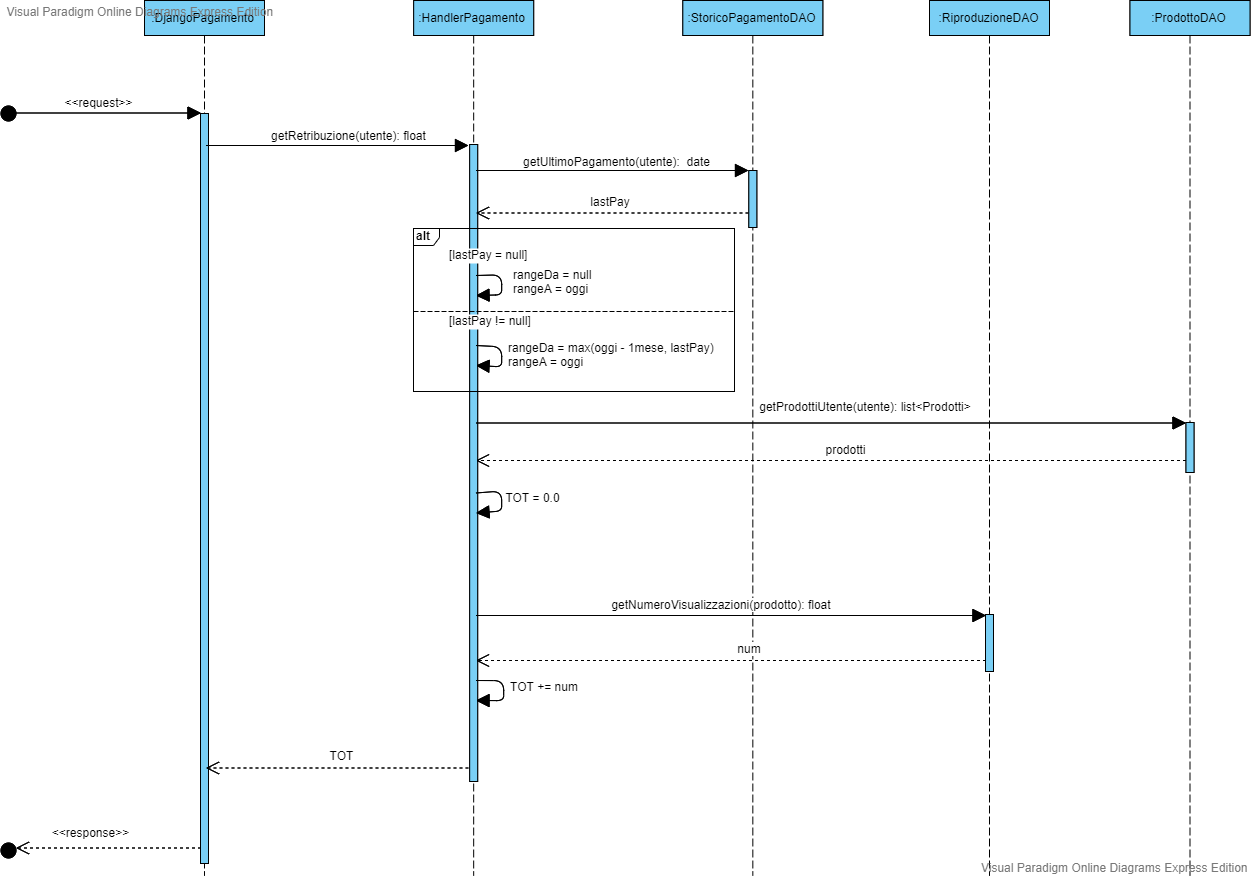 Visual Paradigm Online Diagrams Express Edition
:DjangoPagamento
:HandlerPagamento
:StoricoPagamentoDAO
:RiproduzioneDAO
:ProdottoDAO
<<request>>
getRetribuzione(utente): float
getUltimoPagamento(utente): date
lastPay
alt
[lastPay = null]
rangeDa = null
rangeA = oggi
[lastPay != null]
rangeDa = max(oggi - 1mese, lastPay)
rangeA = oggi
getProdottiUtente(utente): list<Prodotti>
prodotti
TOT = 0.0
getNumeroVisualizzazioni(prodotto): float
num
TOT += num
TOT
<<response>>
Visual Paradigm Online Diagrams Express Edition